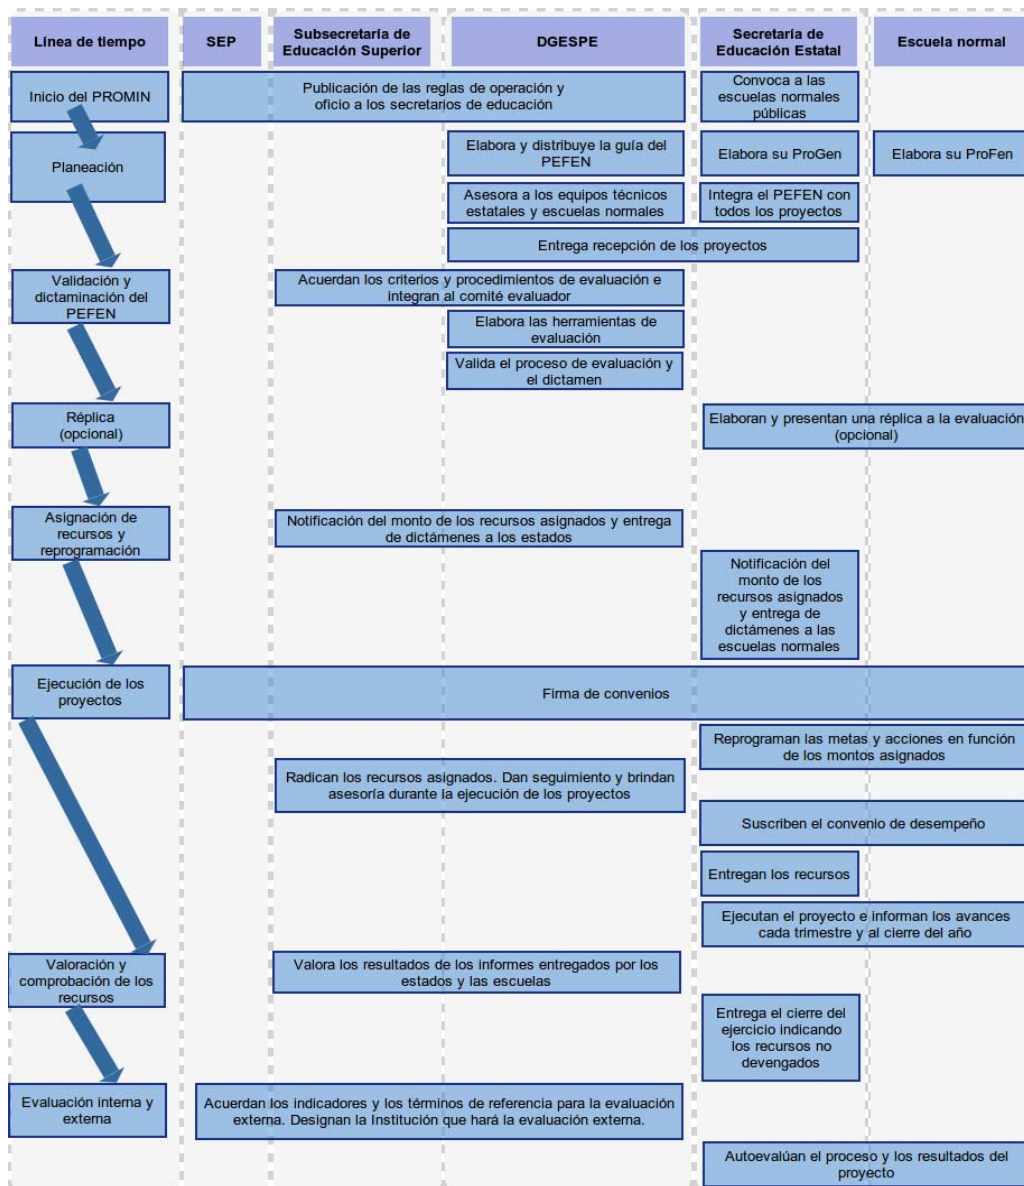 Línea de tiempo
SEP
Subsecretaría de
Educación Superior
DGESPE
Secretaría de
Educación Estatal
Escuela normal
Inicio del PROMIN
Publicación de las reglas de operación y
oficio a los secretarios de educación
Convoca a las
escuelas normales
públicas
Planeación
Elabora y distribuye la guía del
PEFEN
Elabora su ProGen
Elabora su ProFen
Asesora a los equipos técnicos
estatales y escuelas normales
Integra el PEFEN con
todos los proyectos
Entrega recepción de los proyectos
Validación y
dictaminación del
PEFEN
Acuerdan los criterios y procedimientos de evaluación e
integran al comité evaluador
Elabora las herramientas de
evaluación
Valida el proceso de evaluación y
el dictamen
Réplica
(opcional)
Elaboran y presentan una réplica a la evaluación
(opcional)
Asignación de
recursos y
reprogramación
Notificación del monto de los recursos asignados y entrega
de dictámenes a los estados
Notificación del
monto de los
recursos asignados
y entrega de
dictámenes a las
escuelas normales
Ejecución de los
proyectos
Firma de convenios
Reprograman las metas y acciones en función
de los montos asignados
Radican los recursos asignados. Dan seguimiento y brindan
asesoría durante la ejecución de los proyectos
Suscriben el convenio de desempeño
Entregan los recursos
Ejecutan el proyecto e informan los avances
cada trimestre y al cierre del año
Valoración y
comprobación de los
recursos
Valora los resultados de los informes entregados por los
estados y las escuelas
Entrega el cierre del
ejercicio indicando
los recursos no
devengados
Evaluación interna y
externa
Acuerdan los indicadores y los términos de referencia para la evaluación
externa. Designan la Institución que hará la evaluación externa.
Autoevalúan el proceso y los resultados del
proyecto